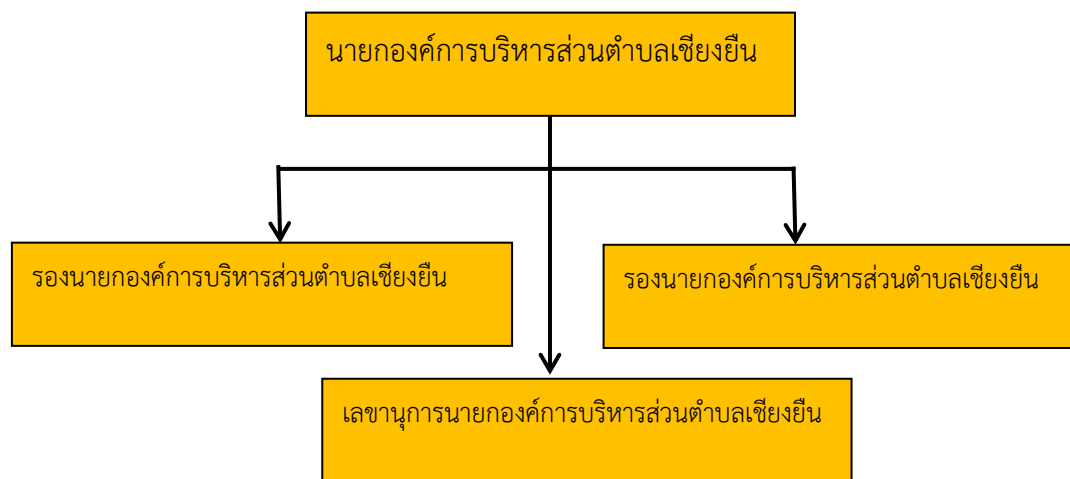 นายกองค์การบริหารส่วนตำบลเชียงยืน
รองนายกองค์การบริหารส่วนตำบลเชียงยืน
รองนายกองค์การบริหารส่วนตำบลเชียงยืน
เลขานุการนายกองค์การบริหารส่วนตำบลเชียงยืน